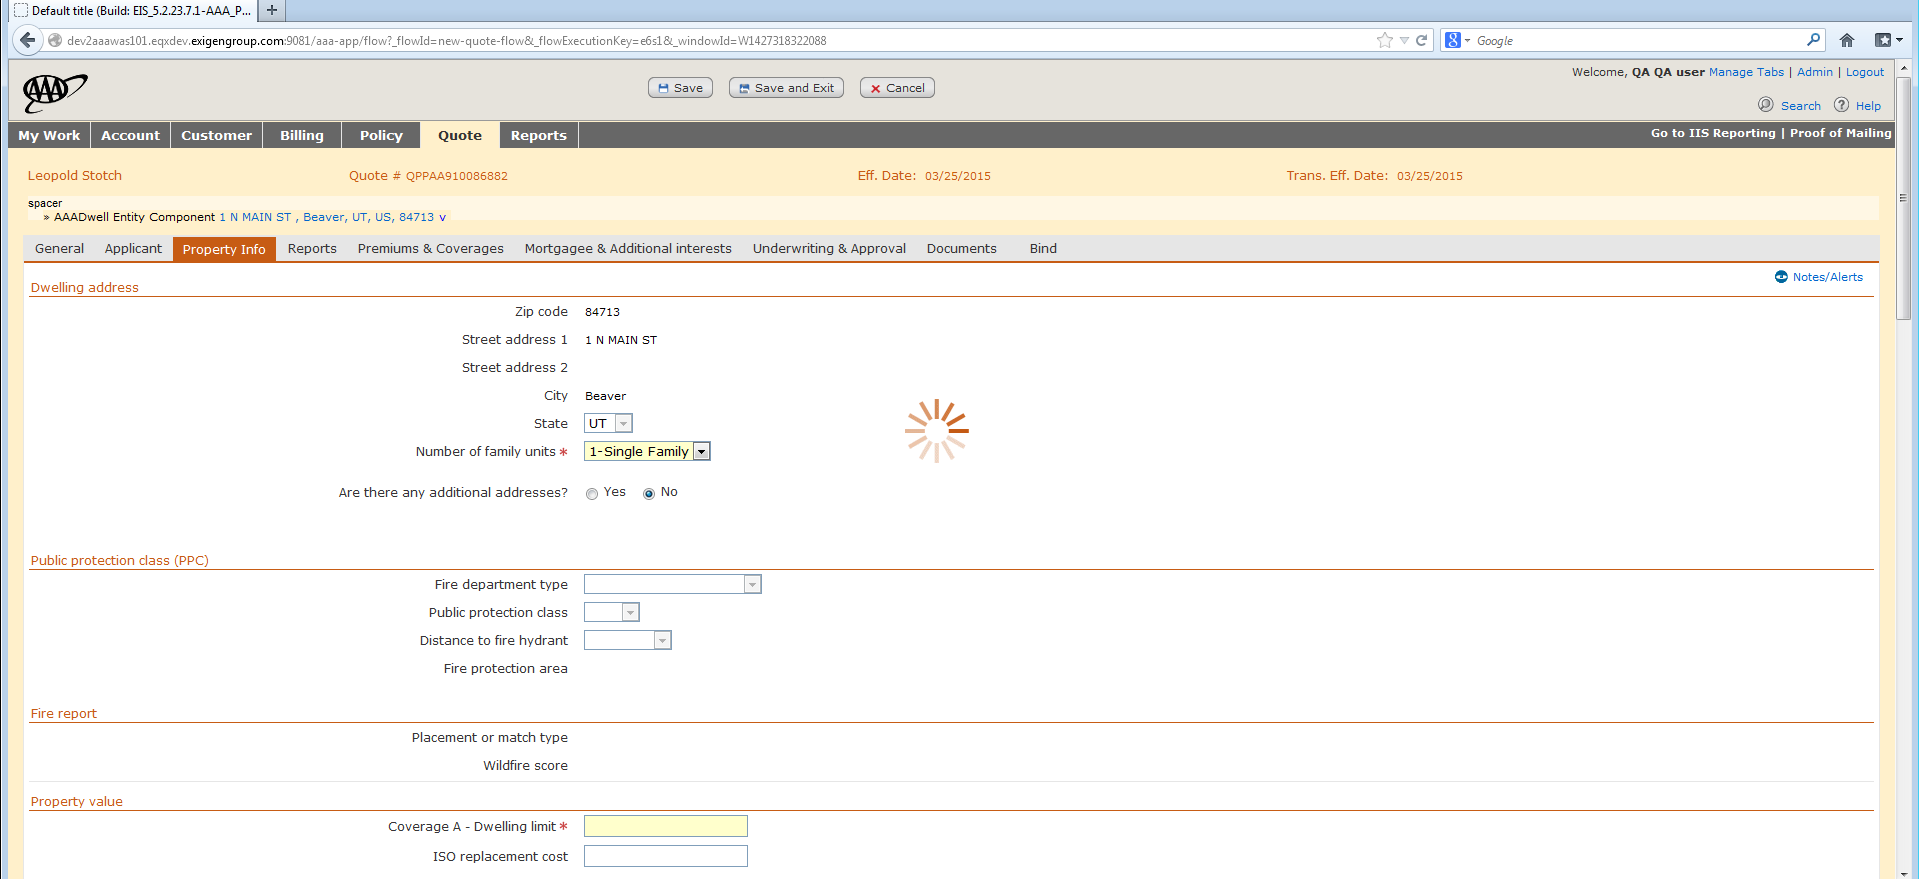 Default title (Build: EIS_5.2.23.7.1-AAA_P...
dev2aaawas101.eqxdev.exigengroup.com:9081/aaa-app/flow?_flowId=new-quote-flow&_flowExecutionKey=e6s1&_windowId=W1427318322088
Google
AAA
Save
Save and Exit
Cancel
Welcome, QA QA user Manage Tabs | Admin | Logout
Search
Help
My Work Account Customer Billing Policy Quote Reports
Go to IIS Reporting | Proof of Mailing
Leopold Stotch Quote # QPPAA910086882 Eff. Date: 03/25/2015 Trans. Eff. Date: 03/25/2015
spacer
» AAADwell Entity Component 1 N MAIN ST , Beaver, UT, US, 84713 v
General Applicant Property Info Reports Premiums & Coverages Mortgagee & Additional interests Underwriting & Approval Documents Bind
Notes/Alerts
Dwelling address
Zip code 84713
Street address 1 1 N MAIN ST
Street address 2
City Beaver
State UT
Number of family units * 1-Single Family
Are there any additional addresses? Yes No
Public protection class (PPC)
Fire department type
Public protection class
Distance to fire hydrant
Fire protection area
Fire report
Placement or match type
Wildfire score
Property value
Coverage A - Dwelling limit *
ISO replacement cost